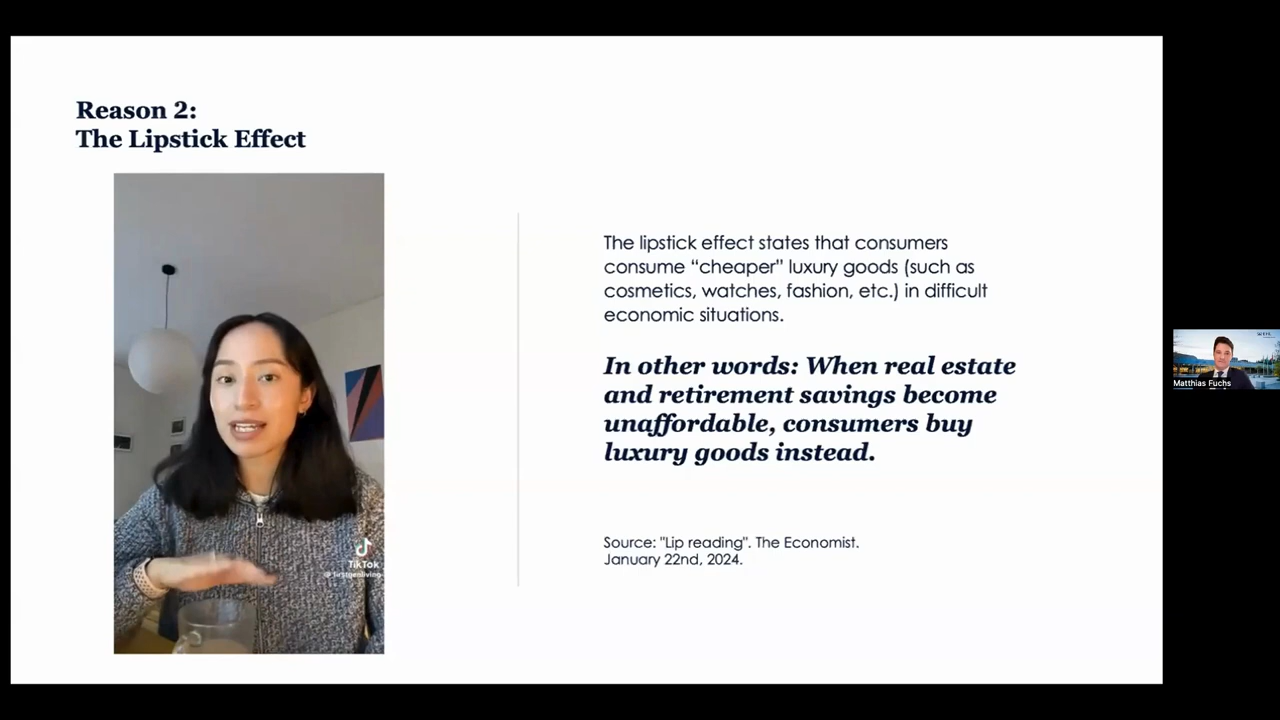 Reason 2:
The Lipstick Effect
The lipstick effect states that consumers
consume “cheaper” luxury goods (such as
cosmetics, watches, fashion, etc.) in difficult
economic situations.
In other words: When real estate
and retirement savings become
unaffordable, consumers buy
luxury goods instead.
Source: "Lip reading". The Economist.
January 22nd, 2024.
TikTok
Matthias Fuchs